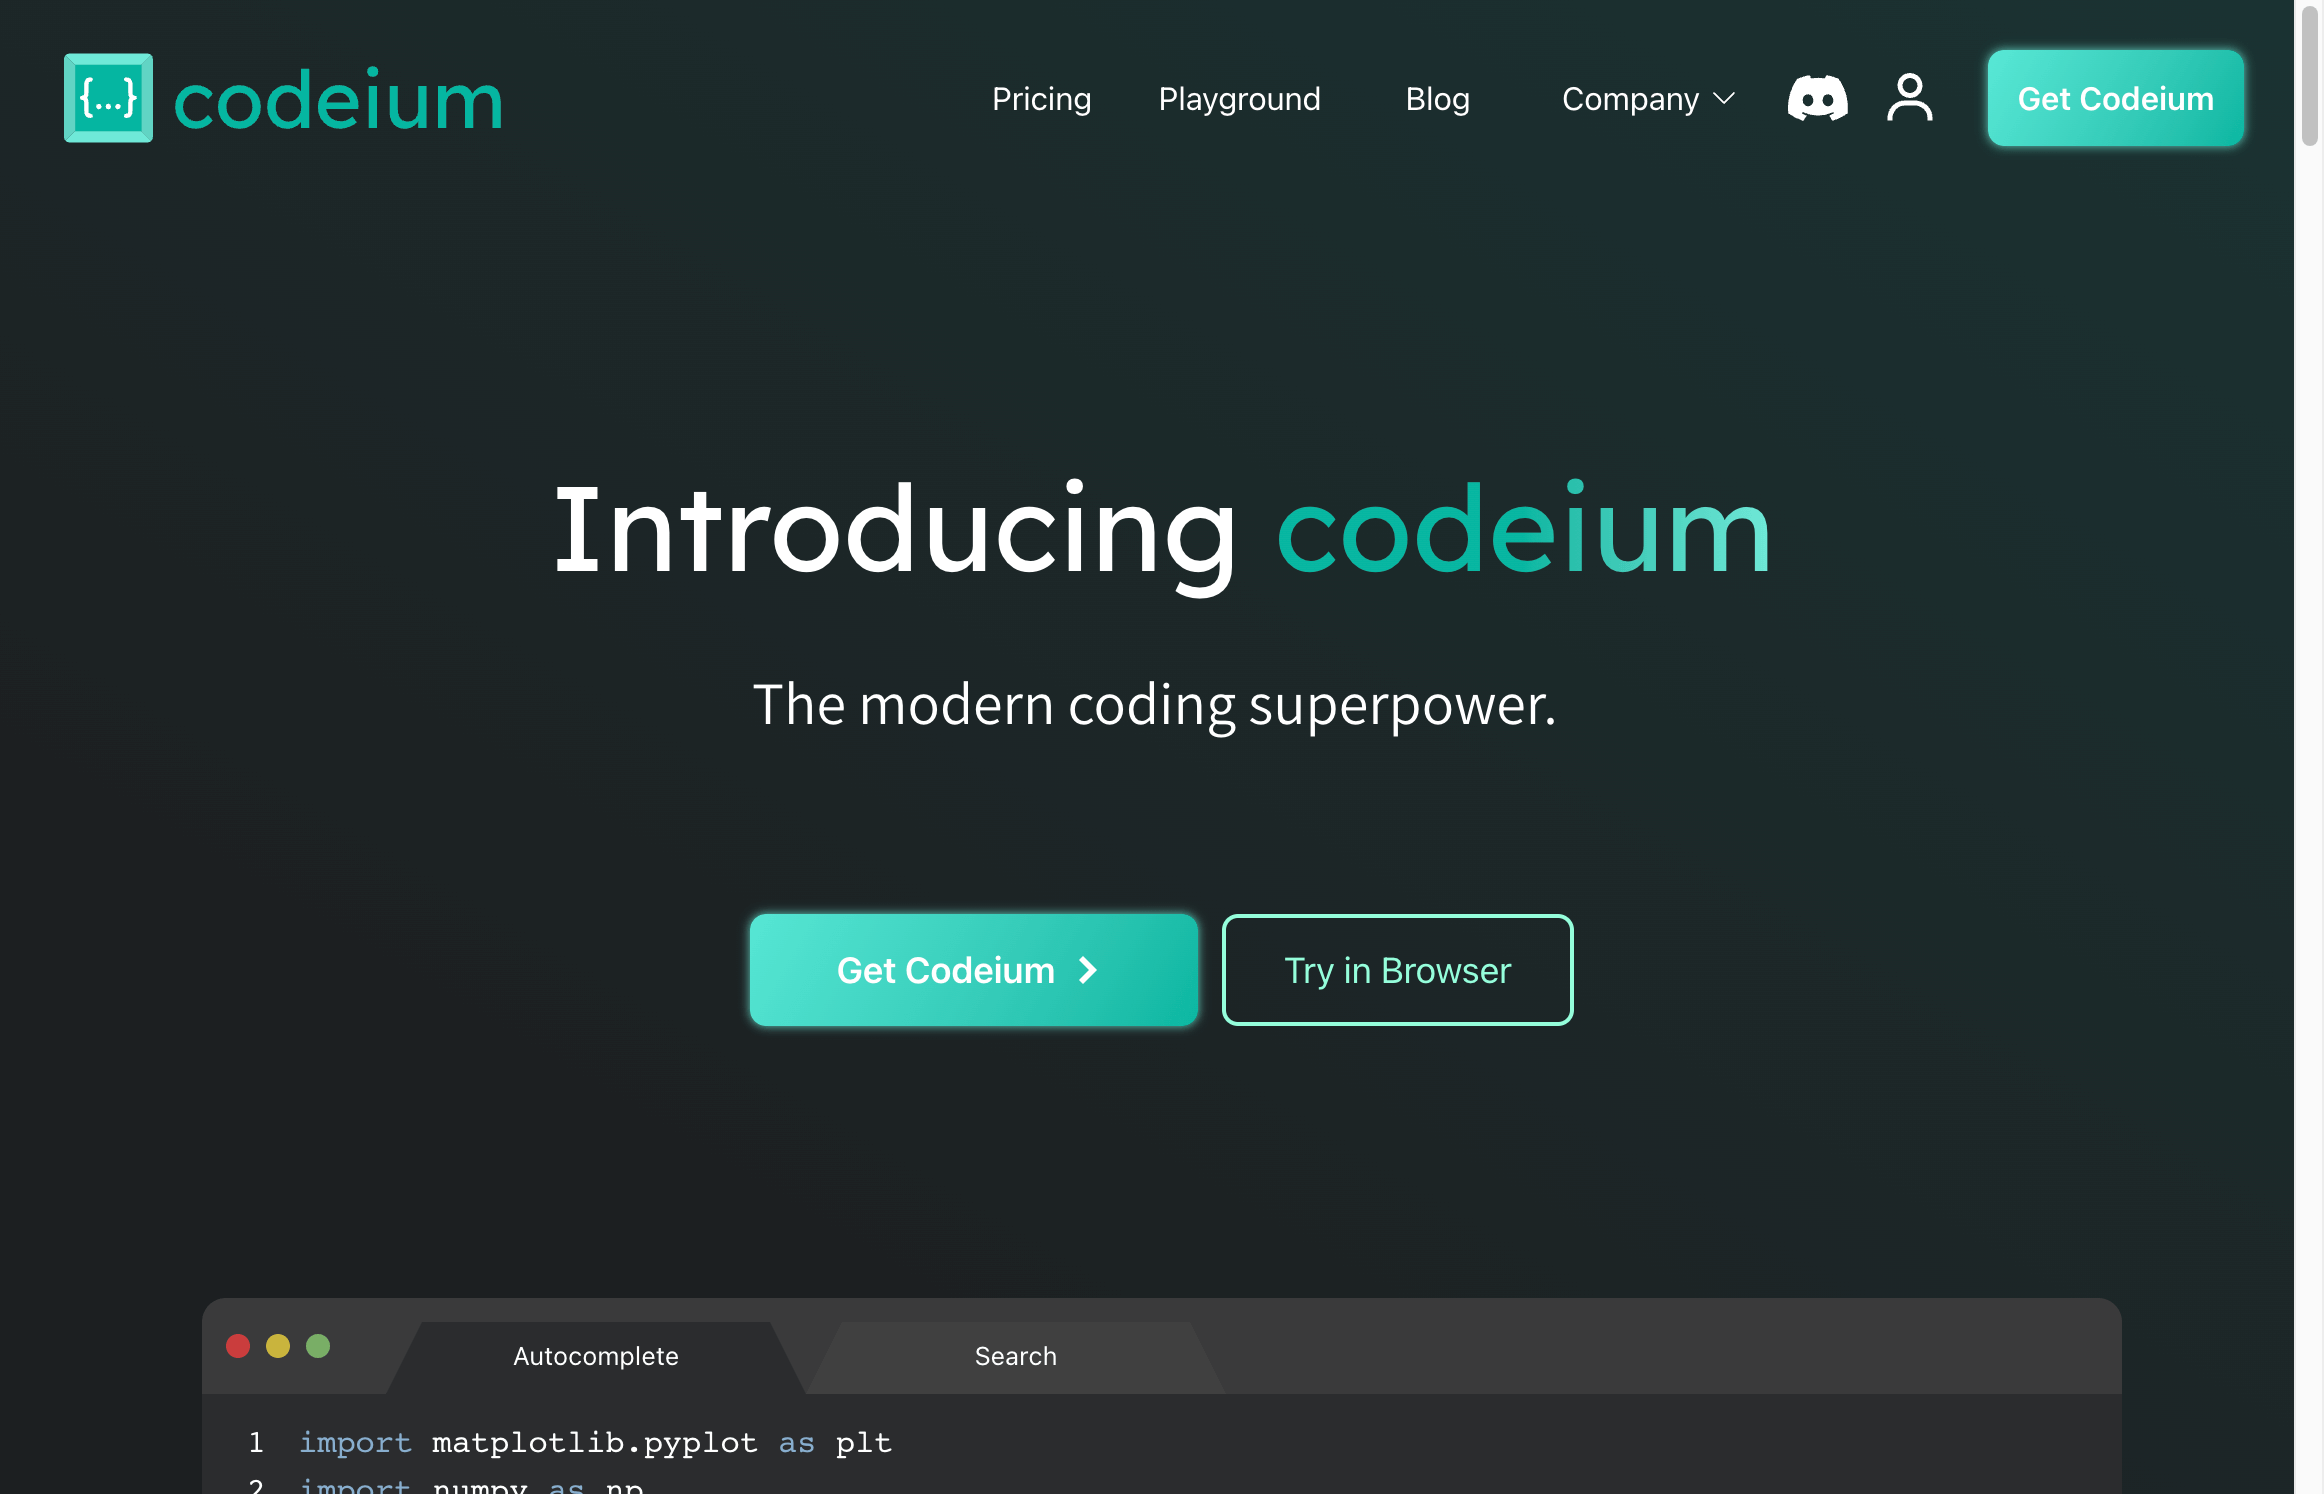 {...} codeium
Pricing Playground Blog Company Get Codeium
Introducing codeium
The modern coding superpower.
Get Codeium Try in Browser
Autocomplete Search
1 import matplotlib.pyplot as plt
2 import numpy as np